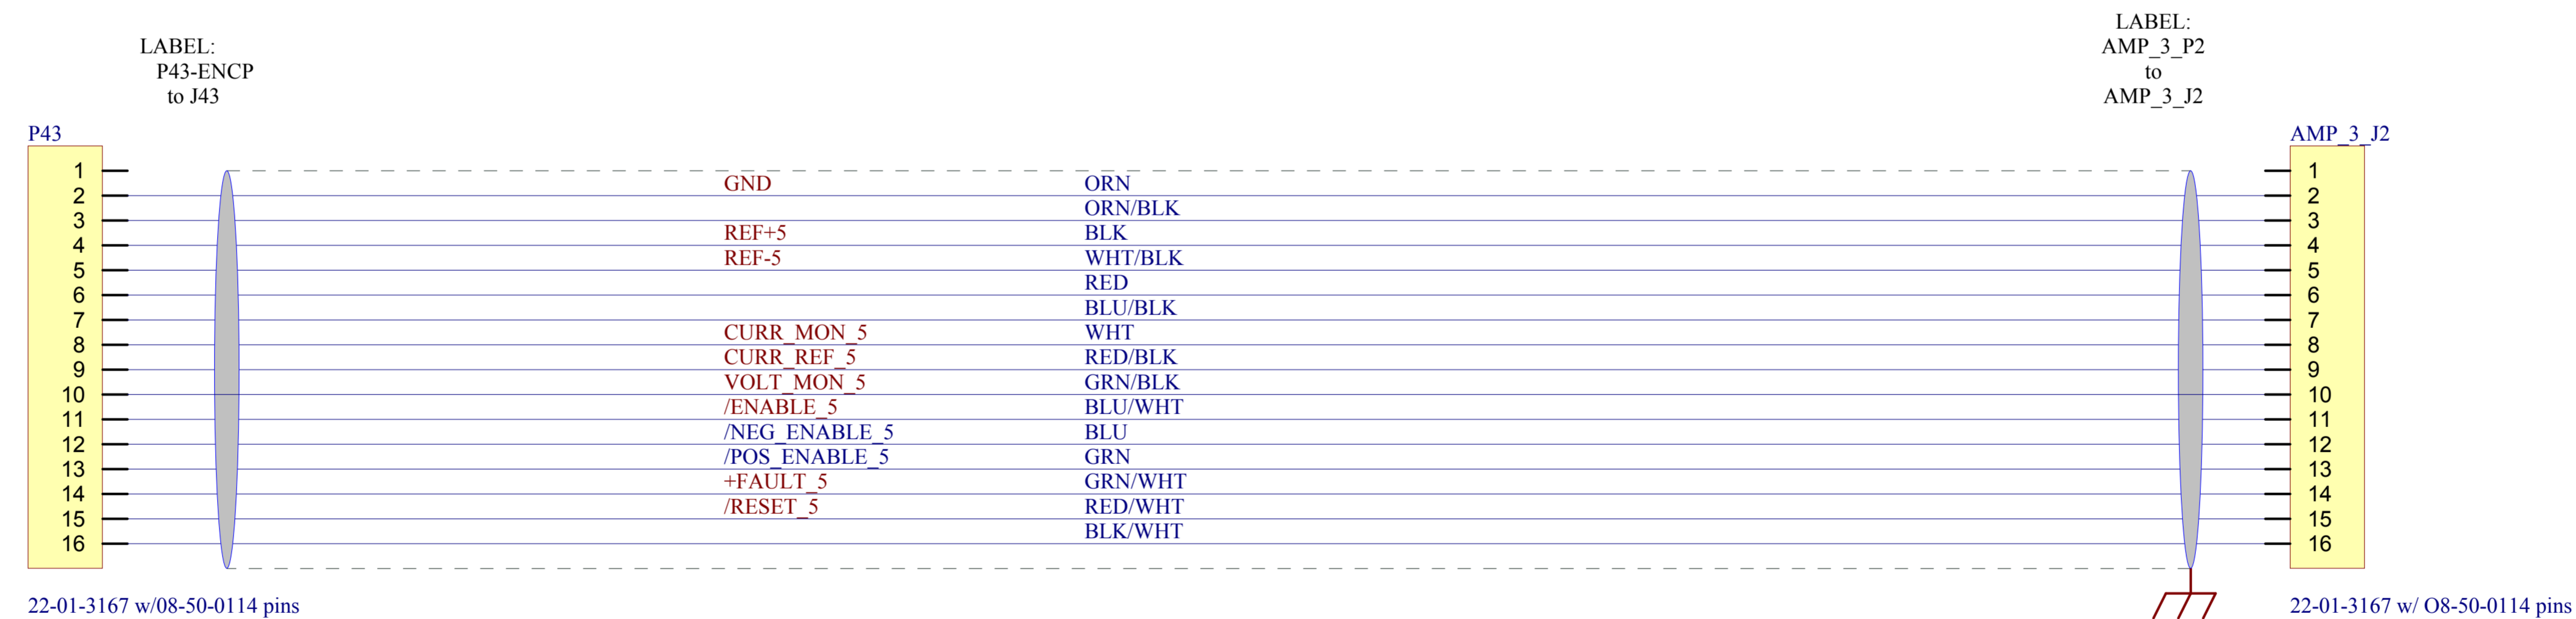 LABEL:
P43-ENCP
to J43
LABEL:
AMP_3_P2
to
AMP_3_J2
P43
AMP_3_J2
1 1
GND ORN
2 2
ORN/BLK
3 3
REF+5 BLK
4 4
REF-5 WHT/BLK
5 5
RED
6 6
BLU/BLK
7 7
CURR_MON_5 WHT
8 8
CURR_REF_5 RED/BLK
9 9
VOLT_MON_5 GRN/BLK
10 10
/ENABLE_5 BLU/WHT
11 11
/NEG_ENABLE_5 BLU
12 12
/POS_ENABLE_5 GRN
13 13
+FAULT_5 GRN/WHT
14 14
/RESET_5 RED/WHT
15 15
BLK/WHT
16 16
22-01-3167 w/08-50-0114 pins
22-01-3167 w/ O8-50-0114 pins